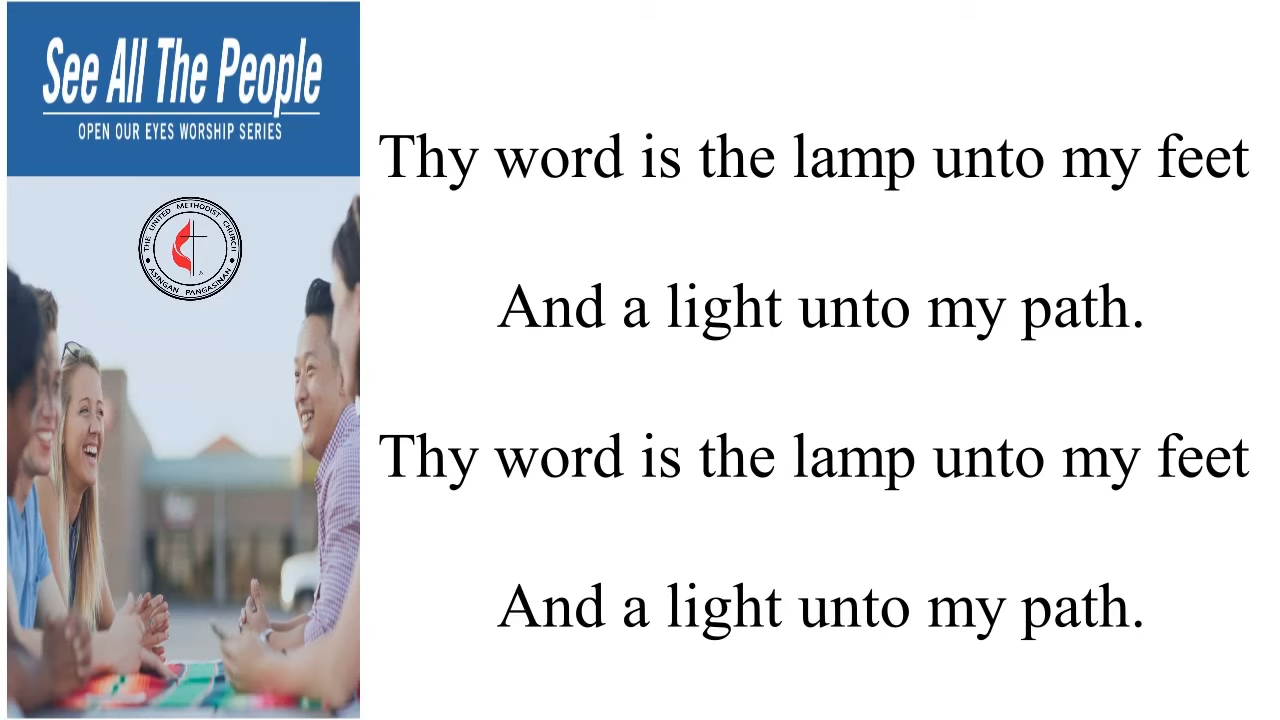 See All The People
OPEN OUR EYES WORSHIP SERIES
THE UNITED METHODIST CHURCH
ASINGAN PANGASINAN
Thy word is the lamp unto my feet
And a light unto my path.
Thy word is the lamp unto my feet
And a light unto my path.